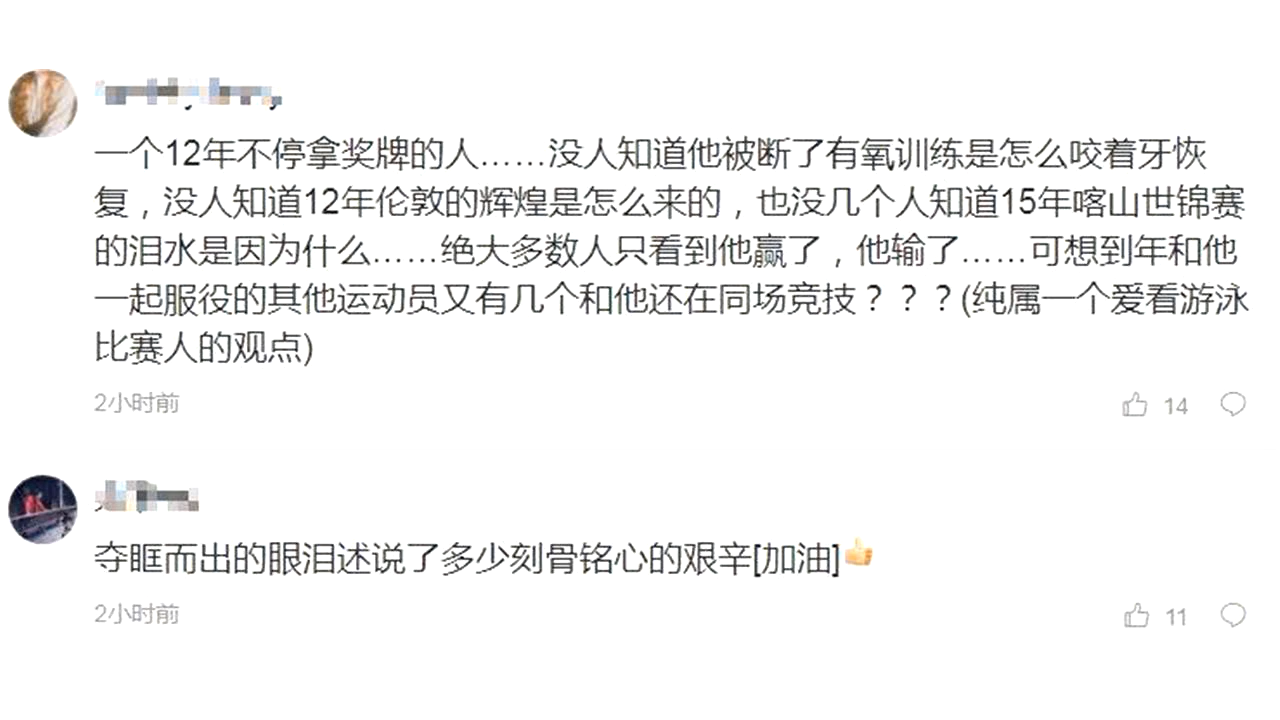 一个12年不停拿奖牌的人……没人知道他被断了有氧训练是怎么咬着牙恢
复，没人知道12年伦敦的辉煌是怎么来的，也没几个人知道15年喀山世锦赛
的泪水是因为什么……绝大多数人只看到他赢了，他输了……可想到年和他
一起服役的其他运动员又有几个和他还在同场竞技？？？(纯属一个爱看游泳
比赛人的观点)
2小时前
14
夺眶而出的眼泪述说了多少刻骨铭心的艰辛[加油]
2小时前
11